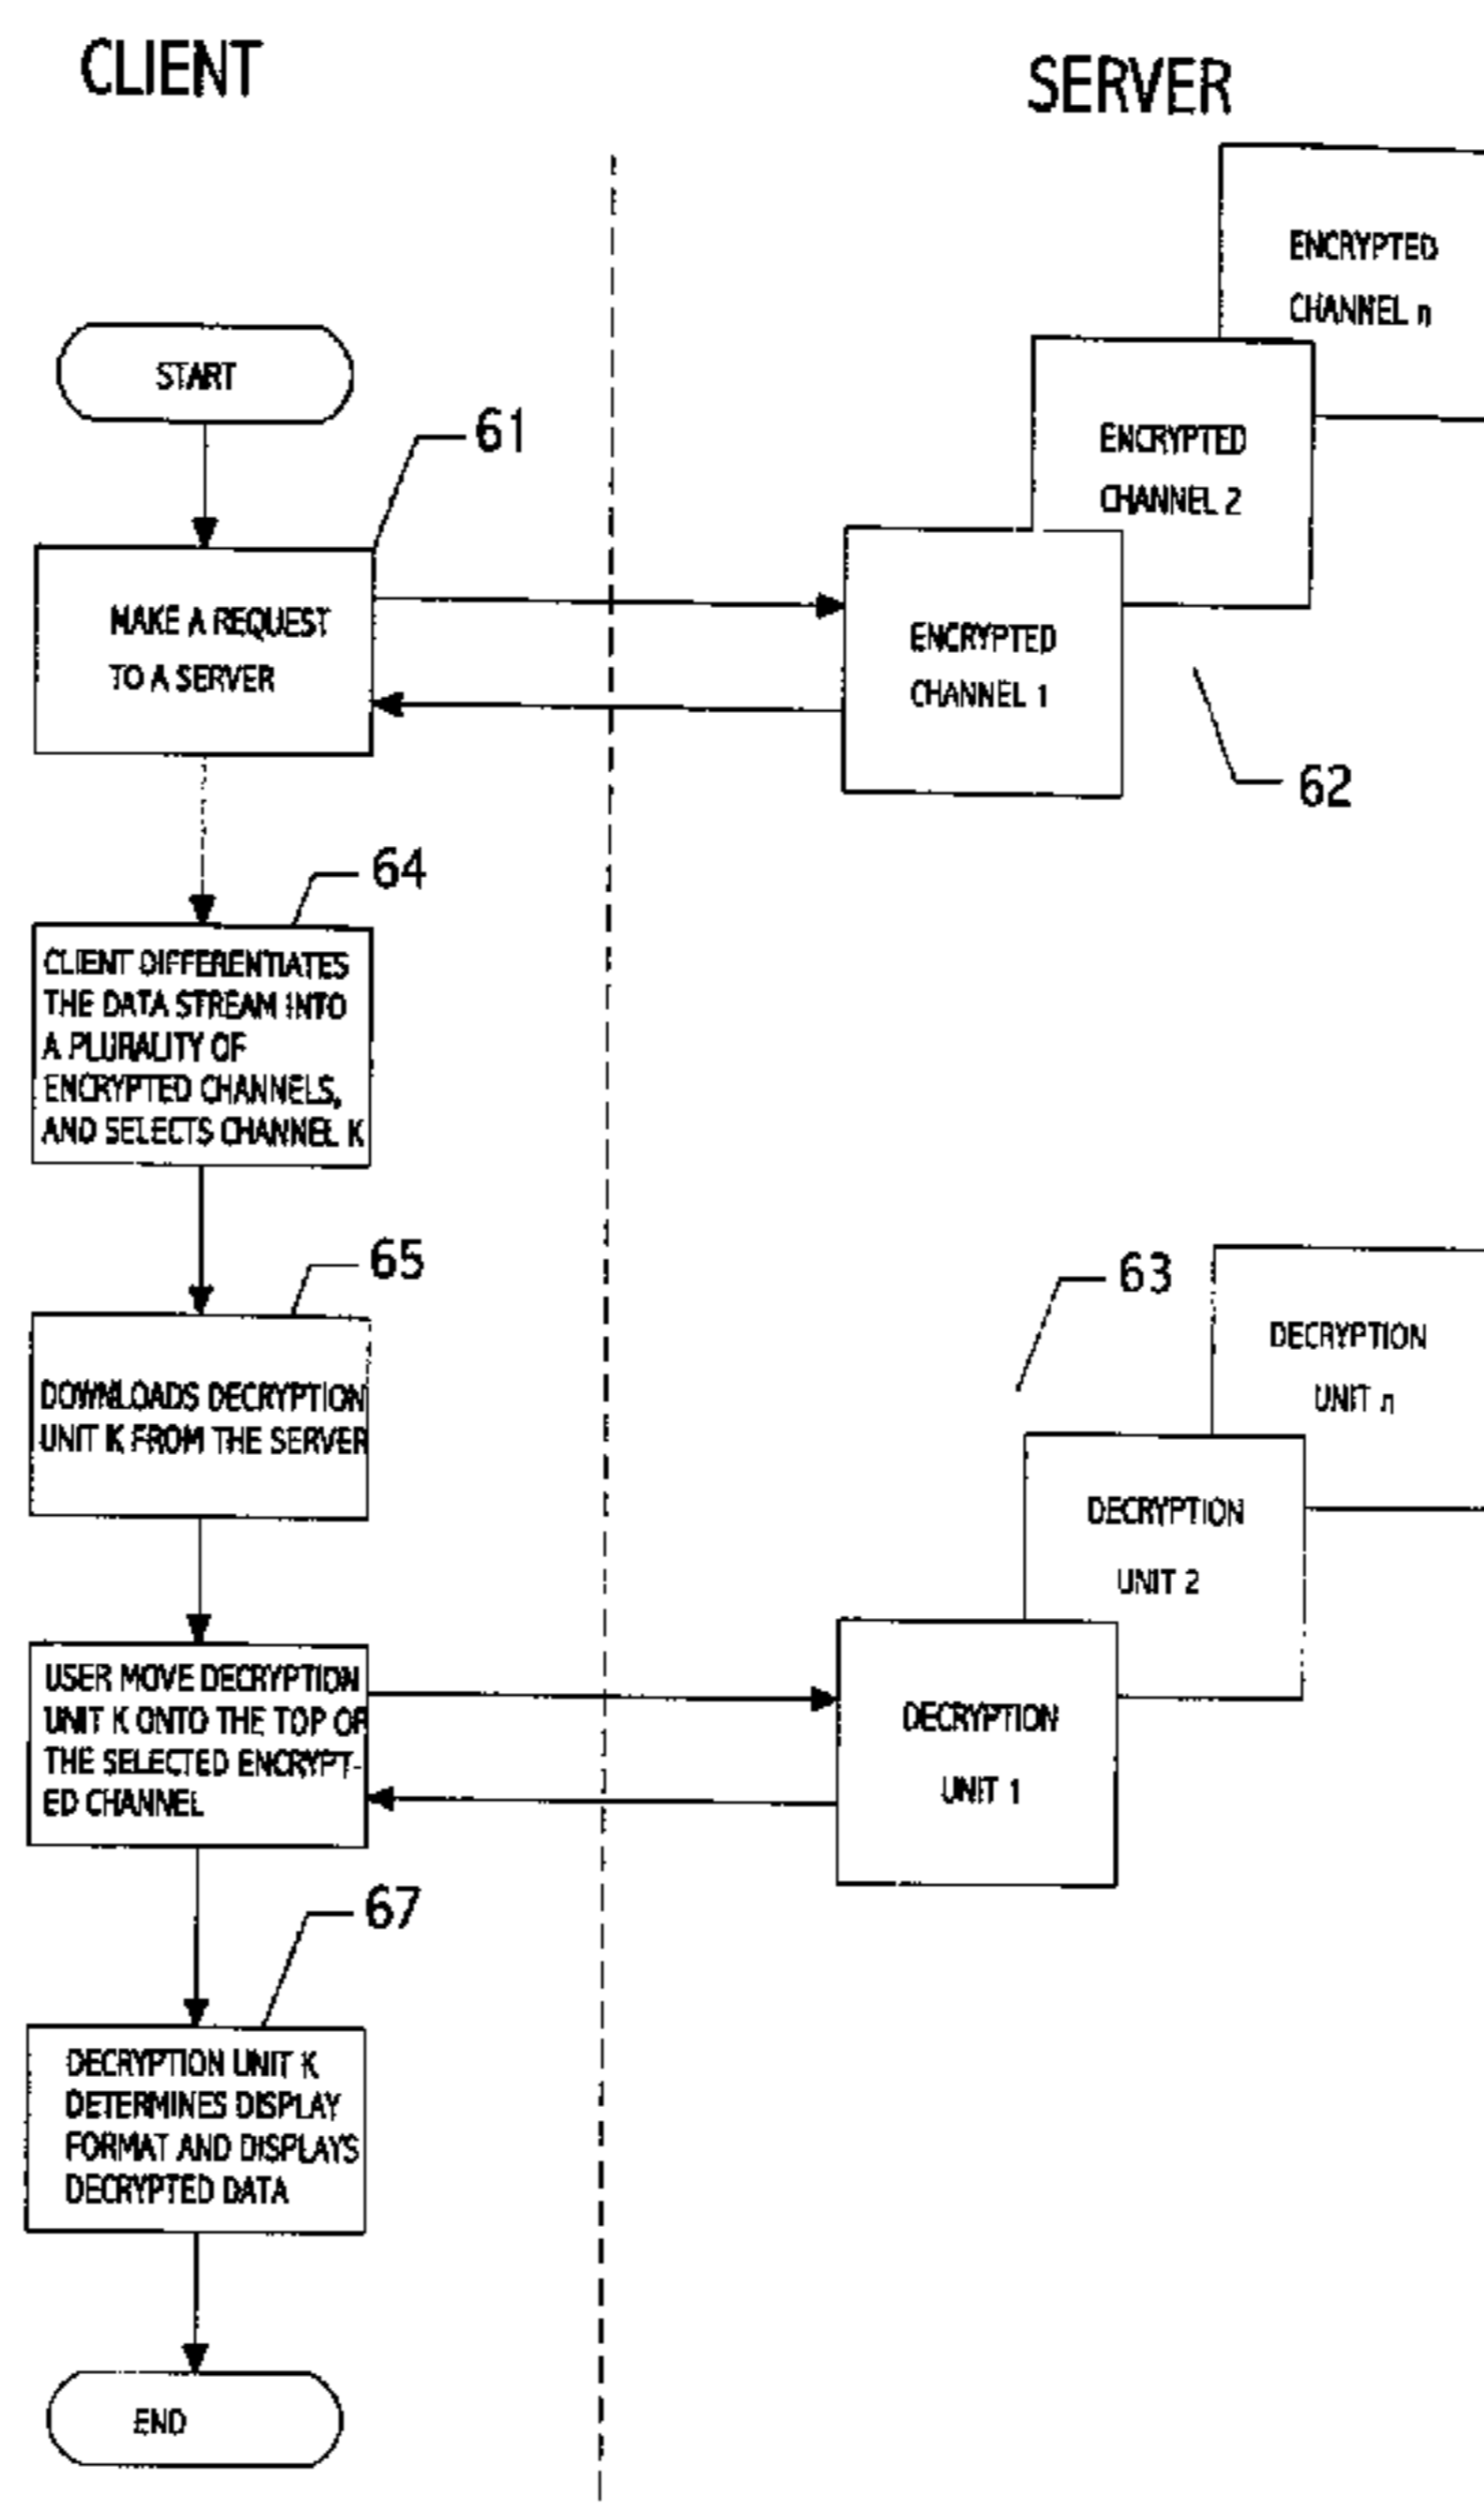 CLIENT
SERVER
ENCRYPTED
CHANNEL n
START
61
ENCRYPTED
CHANNEL 2
MAKE A REQUEST
TO A SERVER
ENCRYPTED
CHANNEL 1
62
64
CLIENT DIFFERENTIATES
THE DATA STREAM INTO
A PLURALITY OF
ENCRYPTED CHANNELS,
AND SELECTS CHANNEL K
65
63
DECRYPTION
UNIT n
DOWNLOADS DECRYPTION
UNIT K FROM THE SERVER
DECRYPTION
UNIT 2
USER MOVE DECRYPTION
UNIT K ONTO THE TOP OF
THE SELECTED ENCRYPT-
ED CHANNEL
DECRYPTION
UNIT 1
67
DECRYPTION UNIT K
DETERMINES DISPLAY
FORMAT AND DISPLAYS
DECRYPTED DATA
END